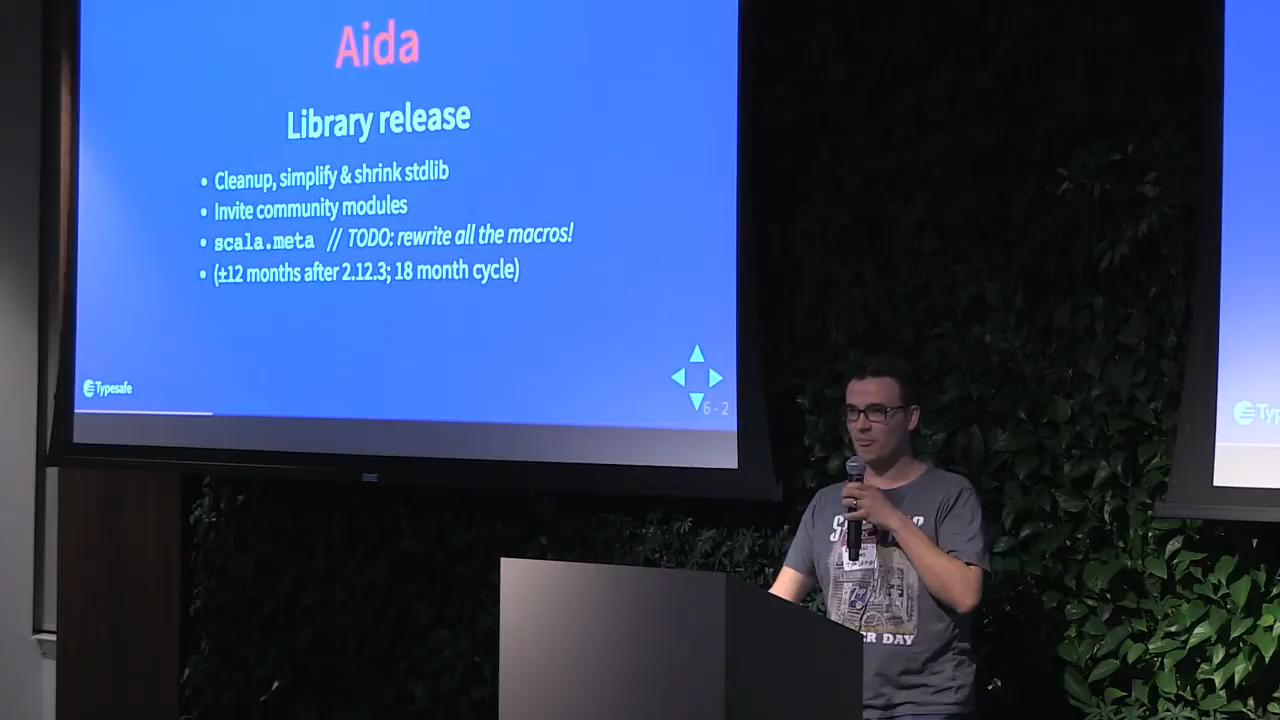 Aida
Library release
• Cleanup, simplify & shrink stdlib
• Invite community modules
• scala.meta // TODO: rewrite all the macros!
• (±12 months after 2.12.3; 18 month cycle)
Typesafe
6 - 2
DAY